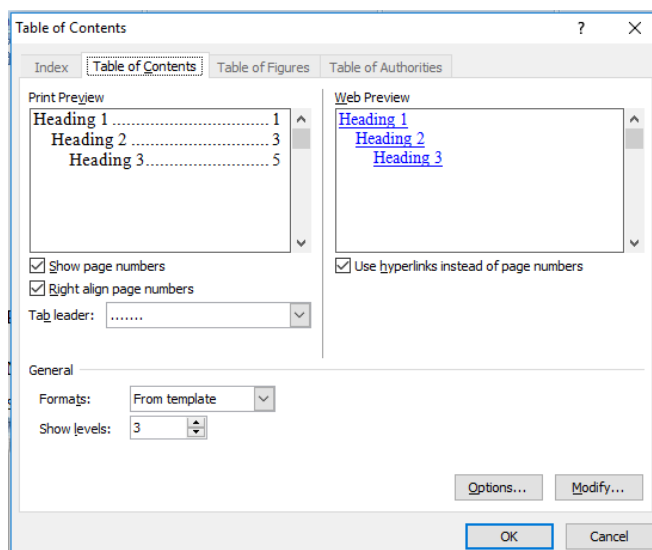 Table of Contents ? X
Index Table of Contents Table of Figures Table of Authorities
Print Preview
Heading 1 ................................ 1
Heading 2 ............................ 3
Heading 3......................... 5
Web Preview
Heading 1
Heading 2
Heading 3
Show page numbers
Right align page numbers
Tab leader: .......
Use hyperlinks instead of page numbers
General
Formats: From template
Show levels: 3
Options... Modify...
OK Cancel